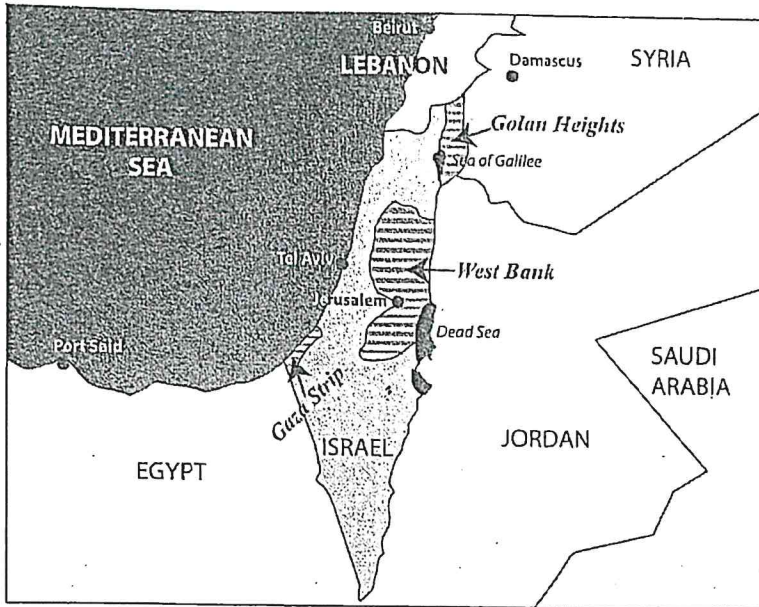 Beirut
LEBANON
Damascus
SYRIA
Golan Heights
MEDITERRANEAN
SEA
Sea of Galilee
Tel Aviv
West Bank
Jerusalem
Dead Sea
Port Said
SAUDI
ARABIA
Gaza Strip
ISRAEL
JORDAN
EGYPT